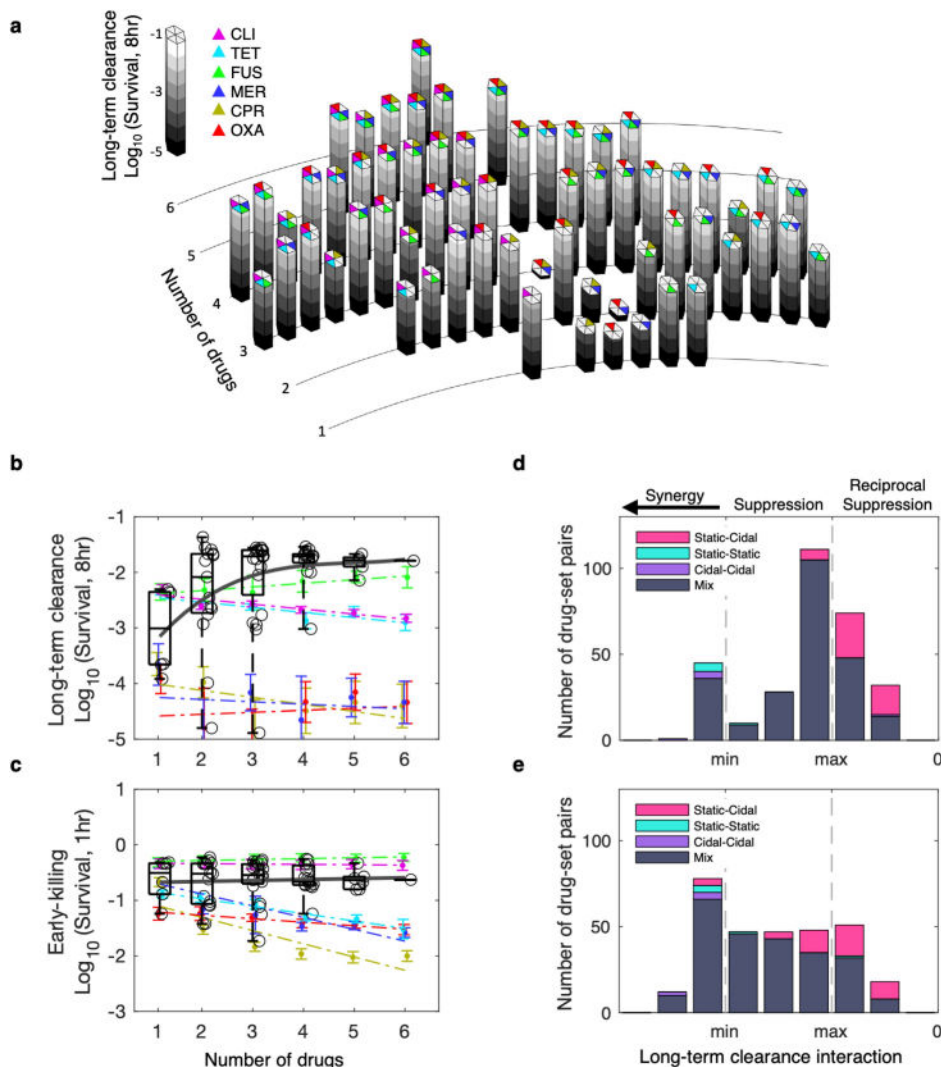 a
Long-term clearance
Log10 (Survival, 8hr)
-1
-3
-5
CLI
TET
FUS
MER
CPR
OXA
6
5
4
3
2
1
Number of drugs
b
Long-term clearance
Log10 (Survival, 8hr)
-1
-2
-3
-4
-5
1 2 3 4 5 6
c
Early-killing
Log10 (Survival, 1hr)
1
0
-1
-2
-3
1 2 3 4 5 6
Number of drugs
d
Synergy
Suppression
Reciprocal
Suppression
Static-Cidal
Static-Static
Cidal-Cidal
Mix
Number of drug-set pairs
100
50
0
min max 0
e
Static-Cidal
Static-Static
Cidal-Cidal
Mix
Number of drug-set pairs
100
50
0
min max 0
Long-term clearance interaction